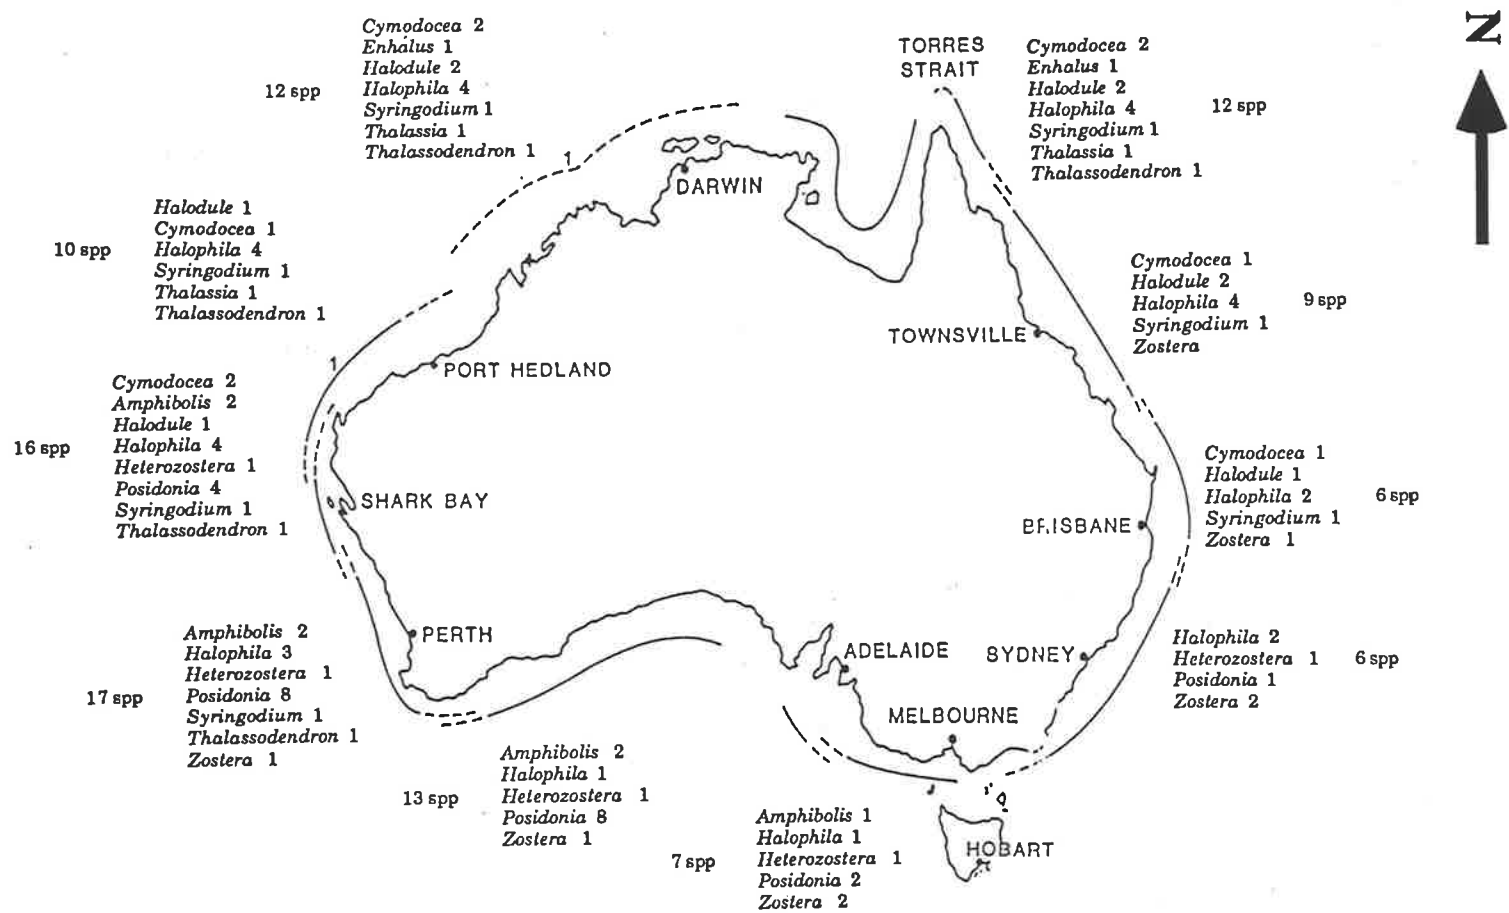 Cymodocea 2
Enhalus 1
Halodule 2
12 spp Halophila 4
Syringodium 1
Thalassia 1
Thalassodendron 1
TORRES
STRAIT
Cymodocea 2
Enhalus 1
Halodule 2
Halophila 4 12 spp
Syringodium 1
Thalassia 1
Thalassodendron 1
N
1
DARWIN
Halodule 1
Cymodocea 1
10 spp Halophila 4
Syringodium 1
Thalassia 1
Thalassodendron 1
Cymodocea 1
Halodule 2
Halophila 4 9 spp
Syringodium 1
Zostera
TOWNSVILLE
1
PORT HEDLAND
Cymodocea 2
Amphibolis 2
Halodule 1
16 spp Halophila 4
Heterozostera 1
Posidonia 4
Syringodium 1
Thalassodendron 1
SHARK BAY
Cymodocea 1
Halodule 1
Halophila 2 6 spp
Syringodium 1
Zostera 1
BRISBANE
Amphibolis 2
Halophila 3
Heterozostera 1
17 spp Posidonia 8
Syringodium 1
Thalassodendron 1
Zostera 1
PERTH
ADELAIDE
SYDNEY
Halophila 2
Heterozostera 1 6 spp
Posidonia 1
Zostera 2
MELBOURNE
Amphibolis 2
Halophila 1
13 spp Heterozostera 1
Posidonia 8
Zostera 1
Amphibolis 1
Halophila 1
7 spp Heterozostera 1
Posidonia 2
Zostera 2
HOBART